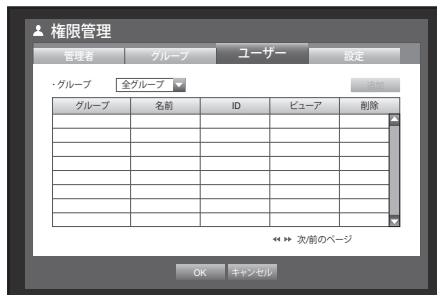 権限管理
管理者 グループ ユーザー 設定
・グループ 全グループ 追加
グループ 名前 ID ビューア 削除
次/前のページ
OK キャンセル